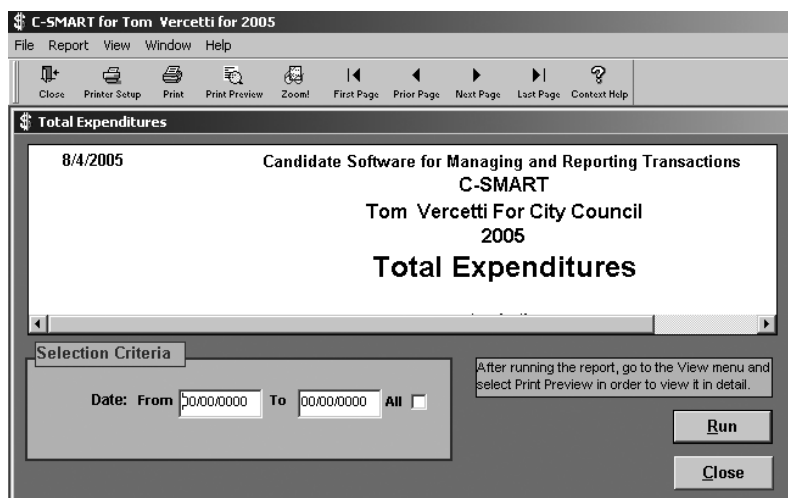 C-SMART for Tom Vercetti for 2005
File Report View Window Help
Close Printer Setup Print Print Preview Zoom! First Page Prior Page Next Page Last Page Context Help
Total Expenditures
8/4/2005 Candidate Software for Managing and Reporting Transactions
C-SMART
Tom Vercetti For City Council
2005
Total Expenditures
Selection Criteria
Date: From 00/00/0000 To 00/00/0000 All
After running the report, go to the View menu and
select Print Preview in order to view it in detail.
Run
Close